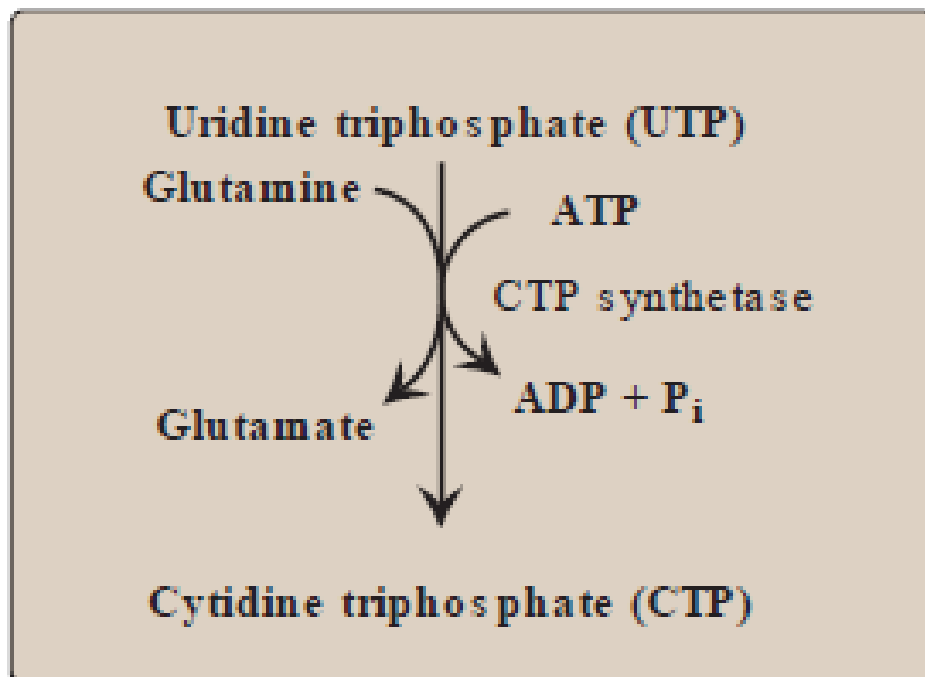 Uridine triphosphate (UTP)
Glutamine
ATP
CTP synthetase
ADP + Pi
Glutamate
Cytidine triphosphate (CTP)